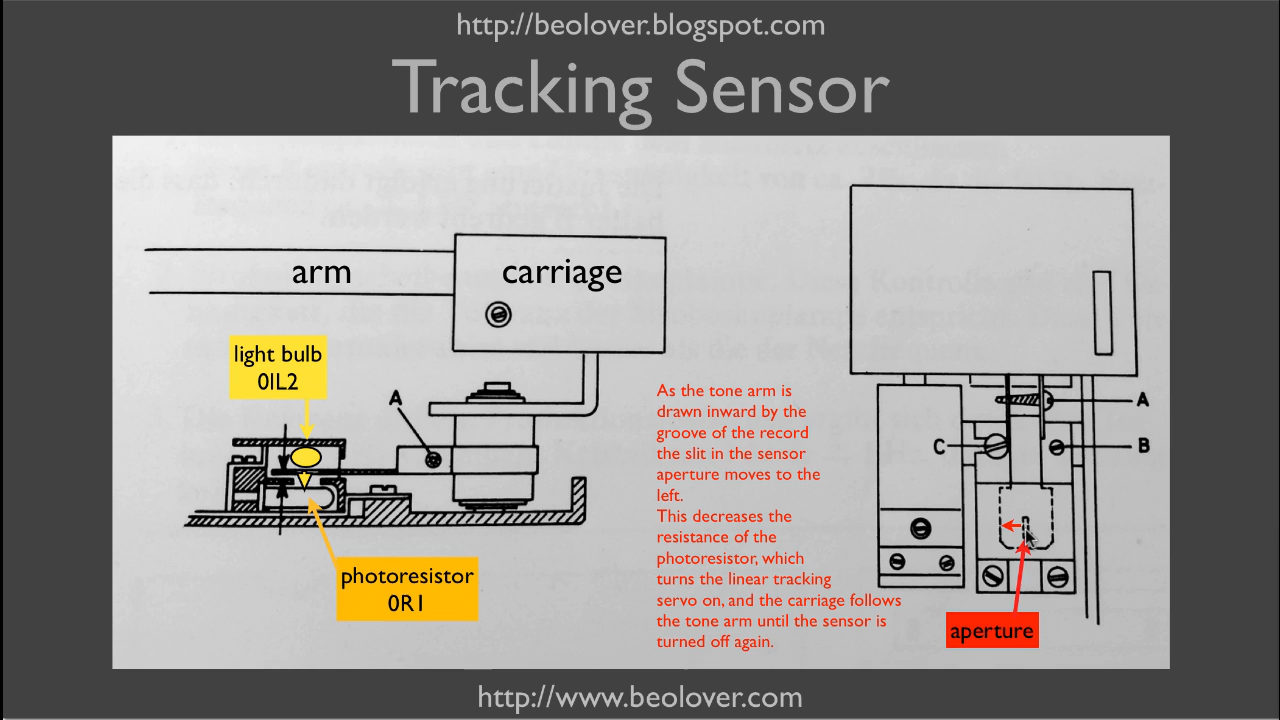 http://beolover.blogspot.com
Tracking Sensor
arm
carriage
light bulb
0IL2
A
photoresistor
0R1
As the tone arm is
drawn inward by the
groove of the record
the slit in the sensor
aperture moves to the
left.
This decreases the
resistance of the
photoresistor, which
turns the linear tracking
servo on, and the carriage follows
the tone arm until the sensor is
turned off again.
A
C
B
aperture
http://www.beolover.com